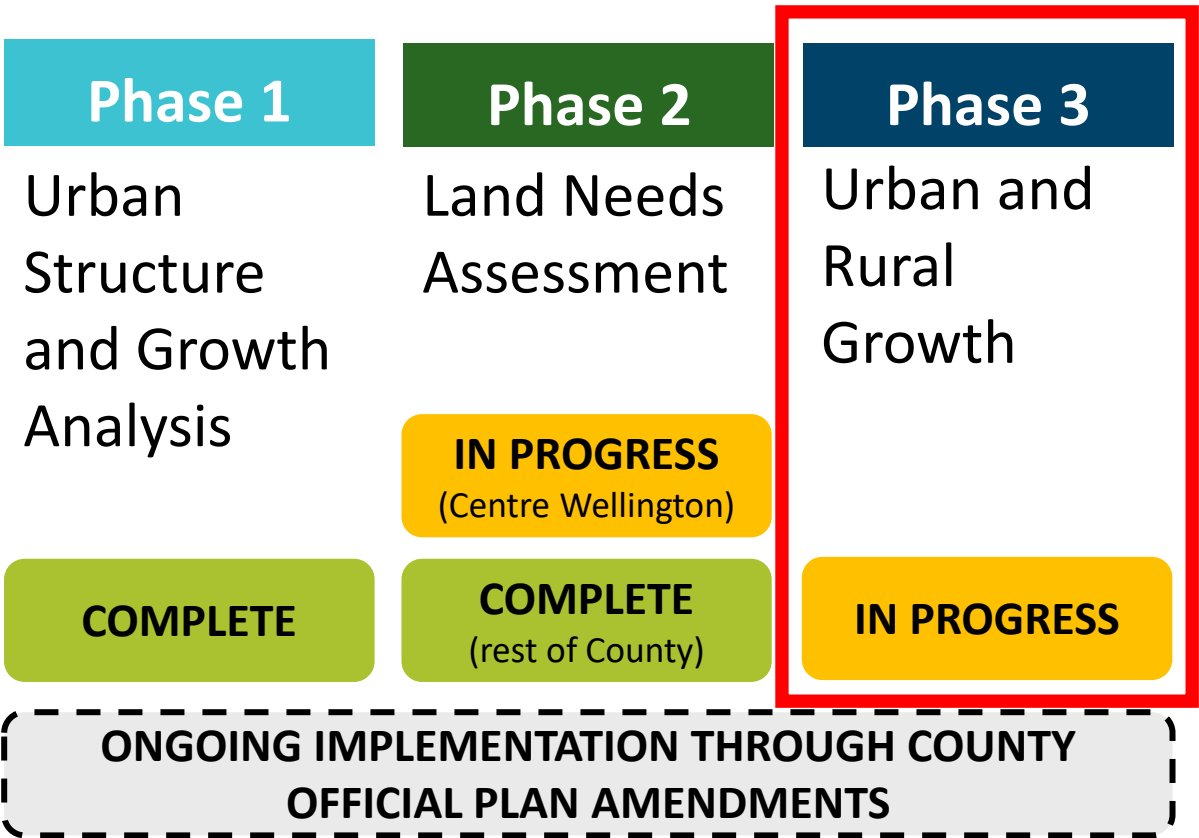 Phase 1
Urban
Structure
and Growth
Analysis
COMPLETE
Phase 2
Land Needs
Assessment
IN PROGRESS
(Centre Wellington)
COMPLETE
(rest of County)
Phase 3
Urban and
Rural
Growth
IN PROGRESS
ONGOING IMPLEMENTATION THROUGH COUNTY
OFFICIAL PLAN AMENDMENTS